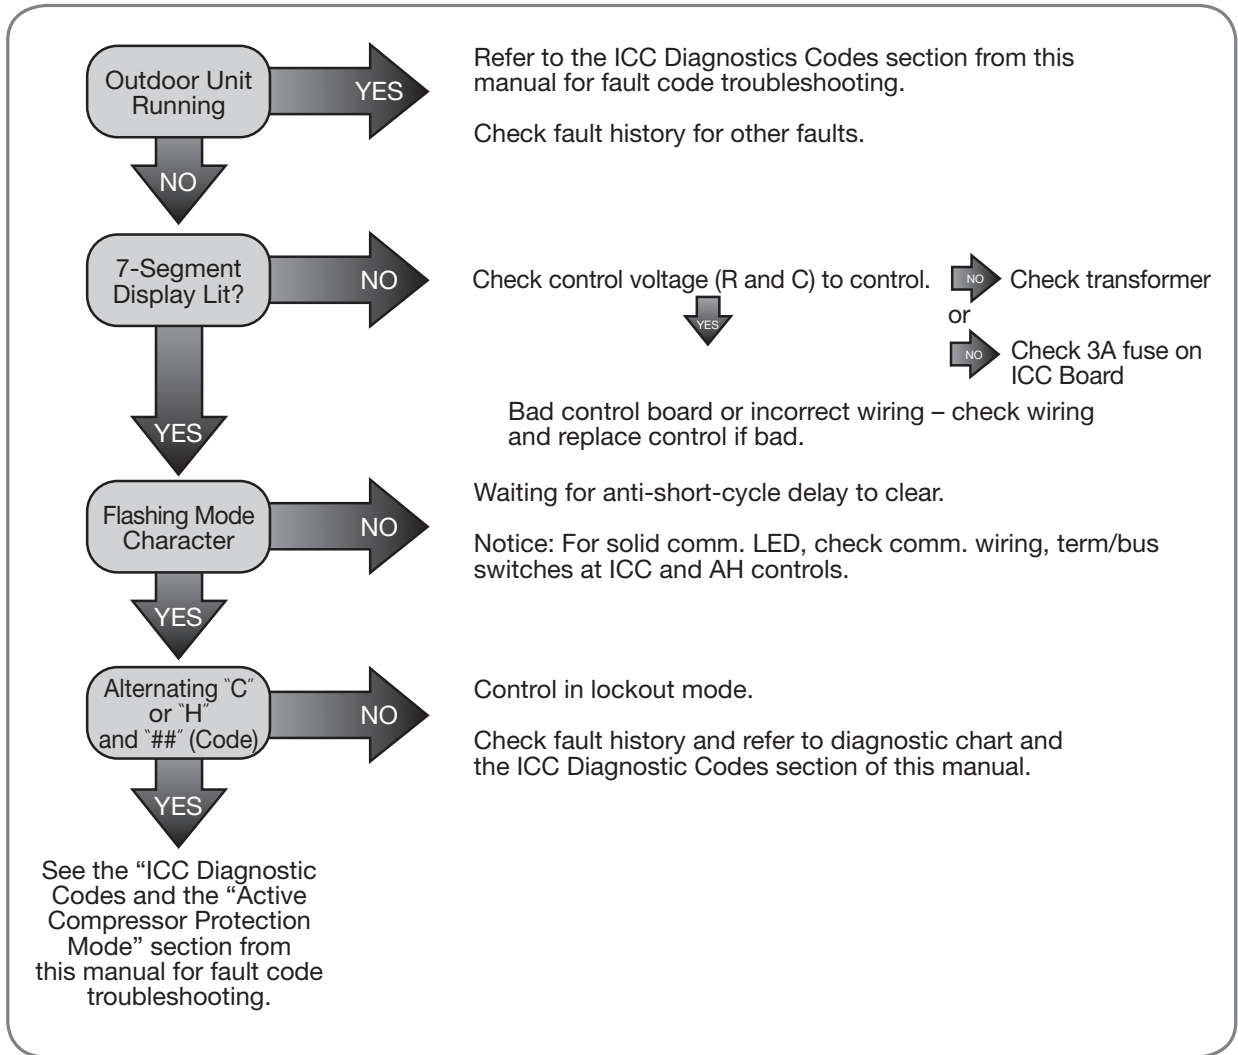 Outdoor Unit
Running
YES
Refer to the ICC Diagnostics Codes section from this
manual for fault code troubleshooting.
Check fault history for other faults.
NO
7-Segment
Display Lit?
NO
Check control voltage (R and C) to control.
NO
Check transformer
or
YES
NO
Check 3A fuse on
ICC Board
Bad control board or incorrect wiring – check wiring
and replace control if bad.
YES
Flashing Mode
Character
NO
Waiting for anti-short-cycle delay to clear.
Notice: For solid comm. LED, check comm. wiring, term/bus
switches at ICC and AH controls.
YES
Alternating "C"
or "H"
and "##" (Code)
NO
Control in lockout mode.
Check fault history and refer to diagnostic chart and
the ICC Diagnostic Codes section of this manual.
YES
See the “ICC Diagnostic
Codes and the “Active
Compressor Protection
Mode” section from
this manual for fault code
troubleshooting.